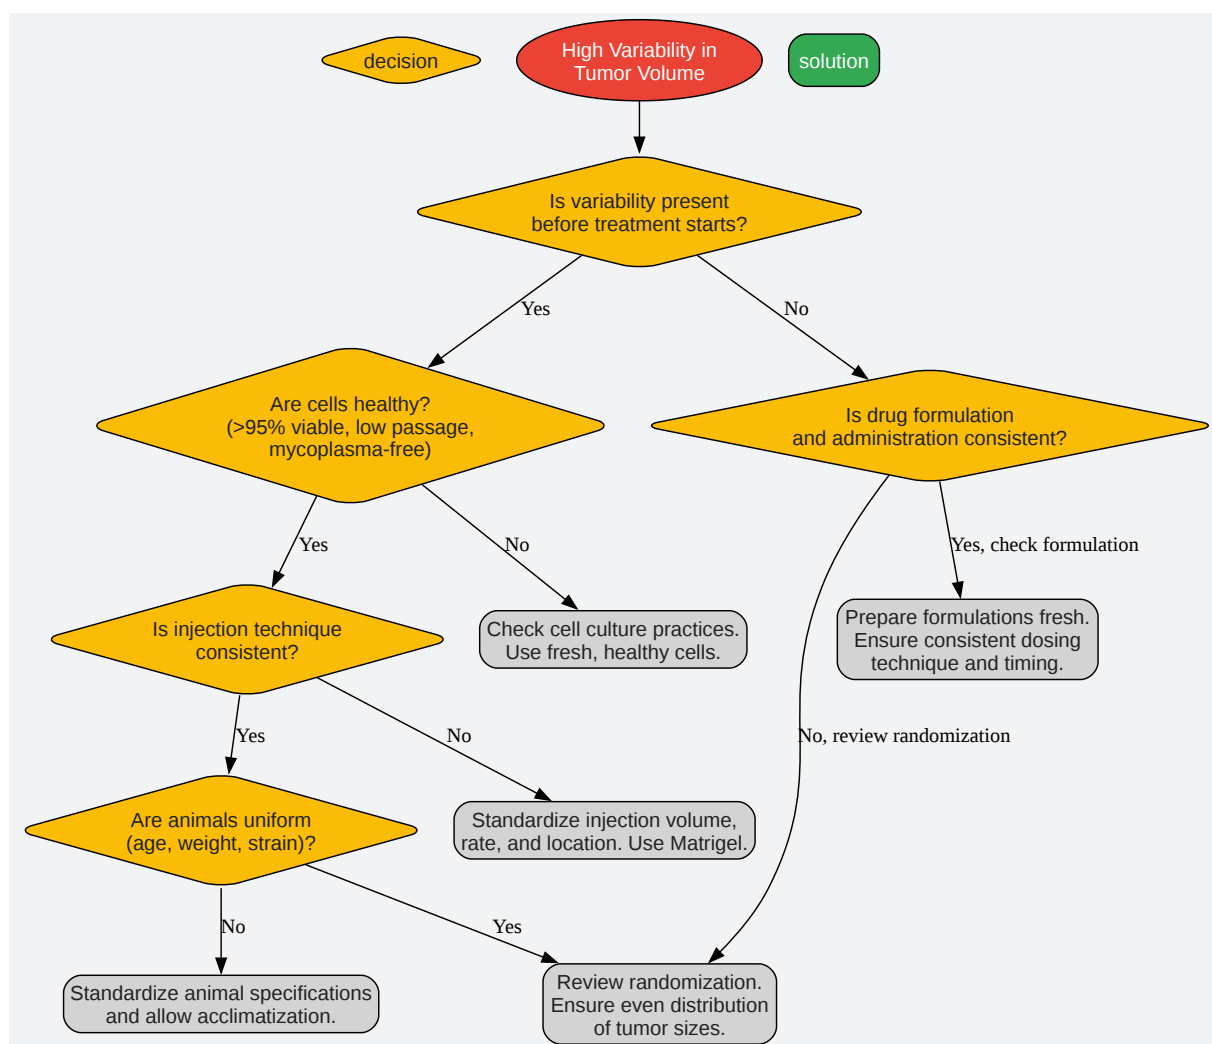 decision
High Variability in
Tumor Volume
solution
Is variability present
before treatment starts?
Yes
No
Are cells healthy?
(>95% viable, low passage,
mycoplasma-free)
Is drug formulation
and administration consistent?
Yes
No
Yes, check formulation
Is injection technique
consistent?
Check cell culture practices.
Use fresh, healthy cells.
Prepare formulations fresh.
Ensure consistent dosing
technique and timing.
Yes
No
No, review randomization
Are animals uniform
(age, weight, strain)?
Standardize injection volume,
rate, and location. Use Matrigel.
No
Yes
Standardize animal specifications
and allow acclimatization.
Review randomization.
Ensure even distribution
of tumor sizes.